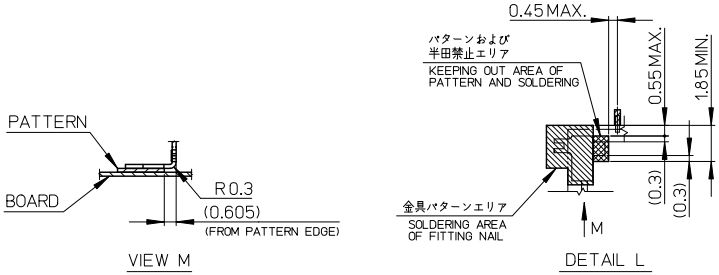 PATTERN
BOARD
R0.3
(0.605)
(FROM PATTERN EDGE)
VIEW M
0.45MAX.
パターンおよび
半田禁止エリア
KEEPING OUT AREA OF
PATTERN AND SOLDERING
0.55MAX.
1.85MIN.
(0.3)
(0.3)
金具パターンエリア
SOLDERING AREA
OF FITTING NAIL
M
DETAIL L